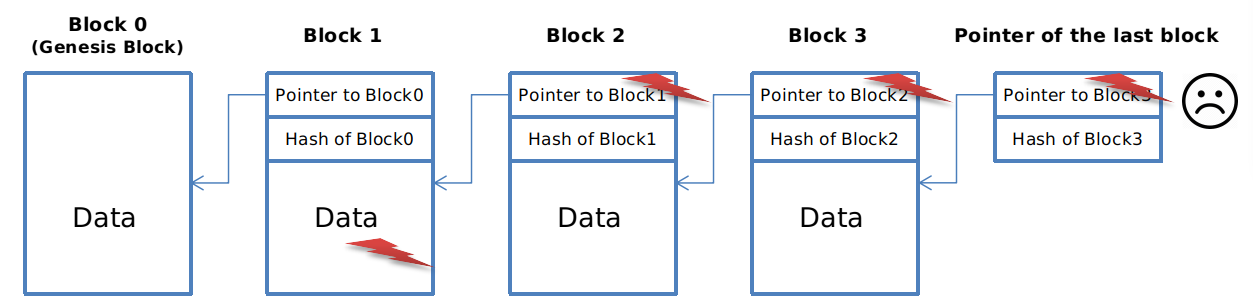 Block 0
(Genesis Block)
Block 1
Block 2
Block 3
Pointer of the last block
Pointer to Block0
Pointer to Block1
Pointer to Block2
Pointer to Block3
Hash of Block0
Hash of Block1
Hash of Block2
Hash of Block3
Data
Data
Data
Data